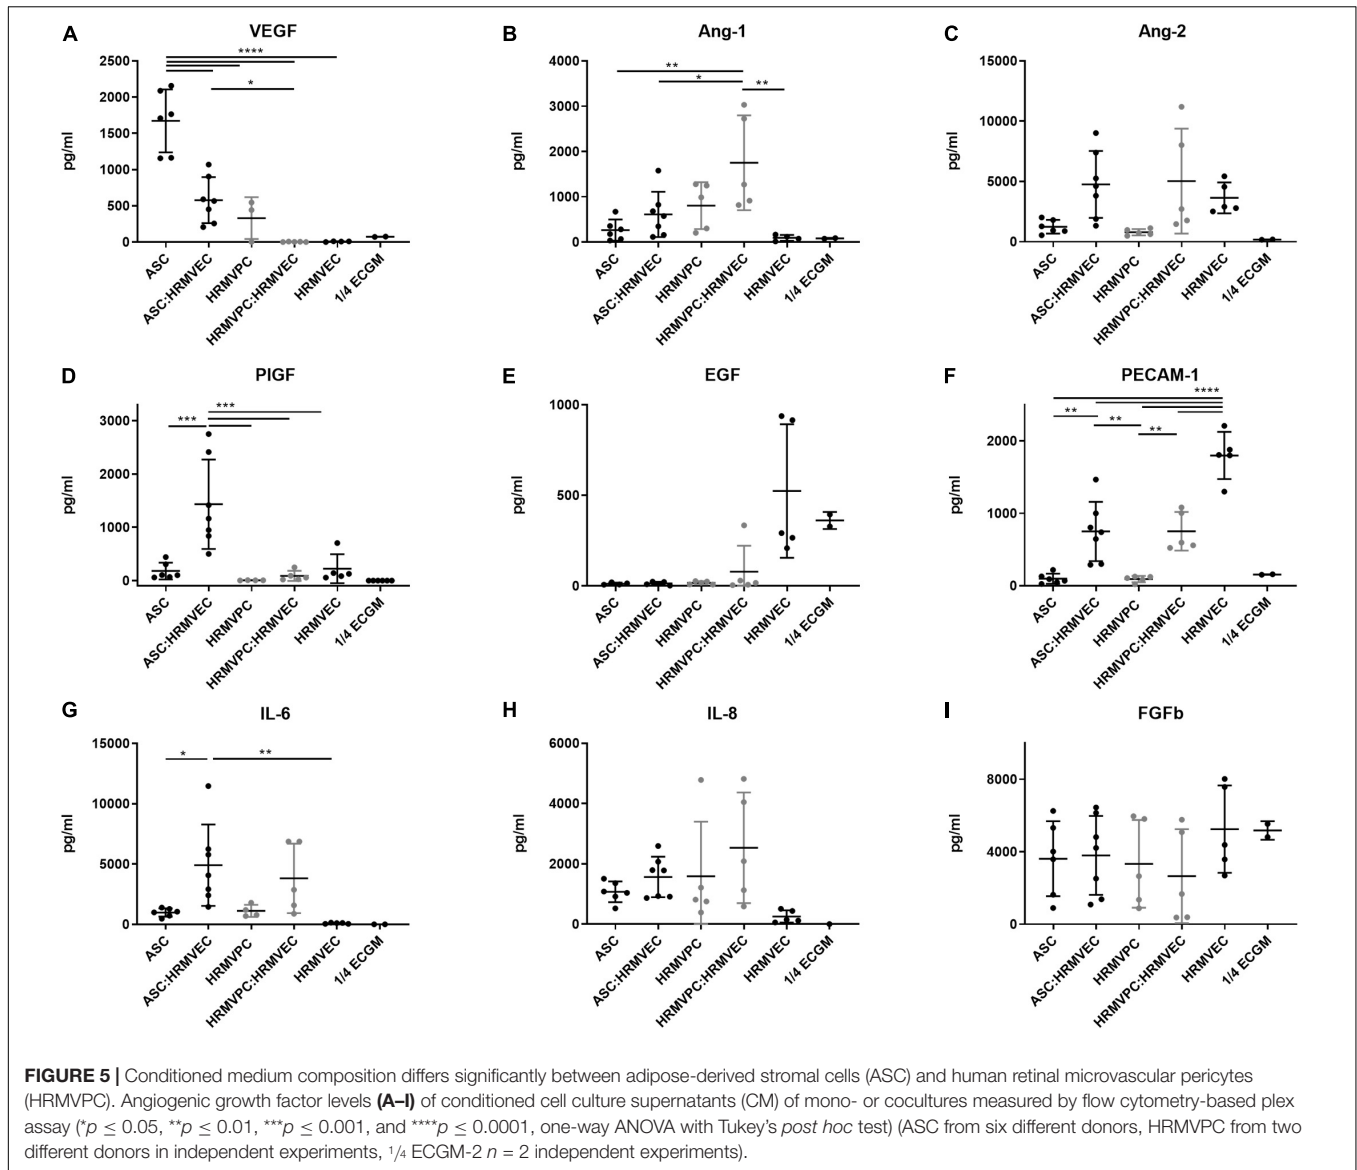 A VEGF
2500
2000
1500
1000
500
0
pg/ml
****
*
ASC
ASC:HRMVEC
HRMVPC
HRMVPC:HRMVEC
HRMVEC
1/4 ECGM
B Ang-1
4000
3000
2000
1000
0
pg/ml
**
*
**
ASC
ASC:HRMVEC
HRMVPC
HRMVPC:HRMVEC
HRMVEC
1/4 ECGM
C Ang-2
15000
10000
5000
0
pg/ml
ASC
ASC:HRMVEC
HRMVPC
HRMVPC:HRMVEC
HRMVEC
1/4 ECGM
D PIGF
3000
2000
1000
0
pg/ml
***
***
ASC
ASC:HRMVEC
HRMVPC
HRMVPC:HRMVEC
HRMVEC
1/4 ECGM
E EGF
1000
500
0
pg/ml
ASC
ASC:HRMVEC
HRMVPC
HRMVPC:HRMVEC
HRMVEC
1/4 ECGM
F PECAM-1
2000
1000
0
pg/ml
****
**
**
**
ASC
ASC:HRMVEC
HRMVPC
HRMVPC:HRMVEC
HRMVEC
1/4 ECGM
G IL-6
15000
10000
5000
0
pg/ml
*
**
ASC
ASC:HRMVEC
HRMVPC
HRMVPC:HRMVEC
HRMVEC
1/4 ECGM
H IL-8
6000
4000
2000
0
pg/ml
ASC
ASC:HRMVEC
HRMVPC
HRMVPC:HRMVEC
HRMVEC
1/4 ECGM
I FGFb
8000
4000
0
pg/ml
ASC
ASC:HRMVEC
HRMVPC
HRMVPC:HRMVEC
HRMVEC
1/4 ECGM
FIGURE 5 | Conditioned medium composition differs significantly between adipose-derived stromal cells (ASC) and human retinal microvascular pericytes
(HRMVPC). Angiogenic growth factor levels (A–I) of conditioned cell culture supernatants (CM) of mono- or cocultures measured by flow cytometry-based plex
assay (*p ≤ 0.05, **p ≤ 0.01, ***p ≤ 0.001, and ****p ≤ 0.0001, one-way ANOVA with Tukey's post hoc test) (ASC from six different donors, HRMVPC from two
different donors in independent experiments, 1/4 ECGM-2 n = 2 independent experiments).